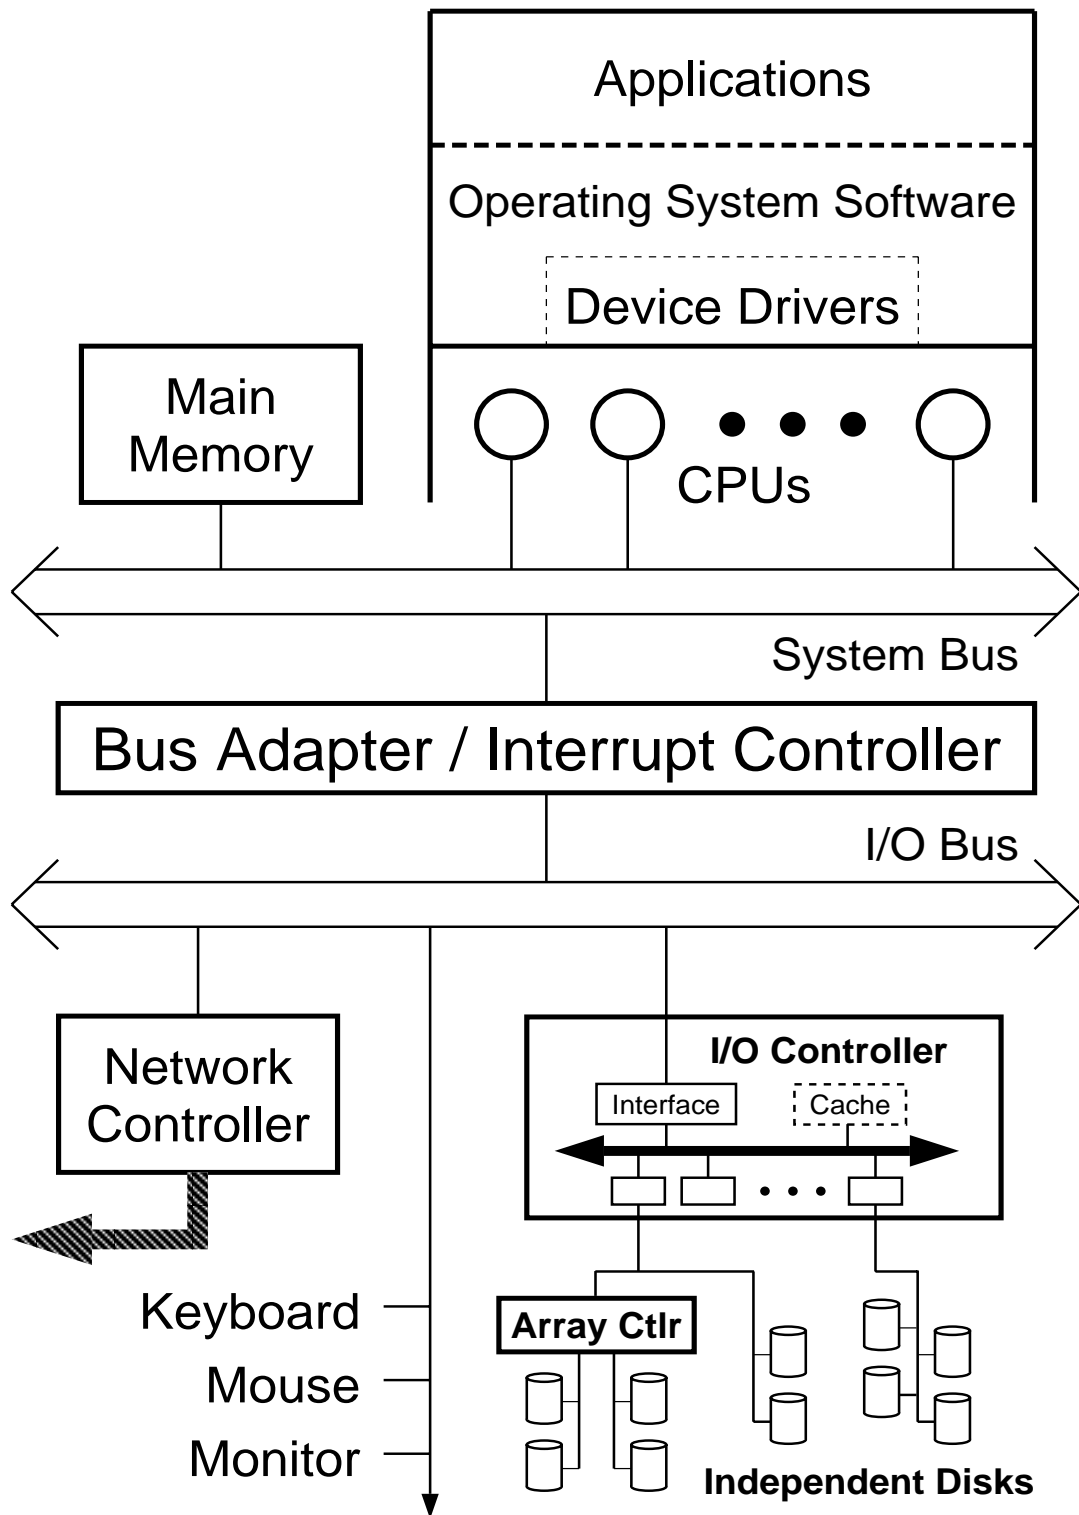 Applications
Operating System Software
Device Drivers
Main
Memory
CPUs
System Bus
Bus Adapter / Interrupt Controller
I/O Bus
Network
Controller
I/O Controller
Interface
Cache
Keyboard
Mouse
Monitor
Array Ctlr
Independent Disks